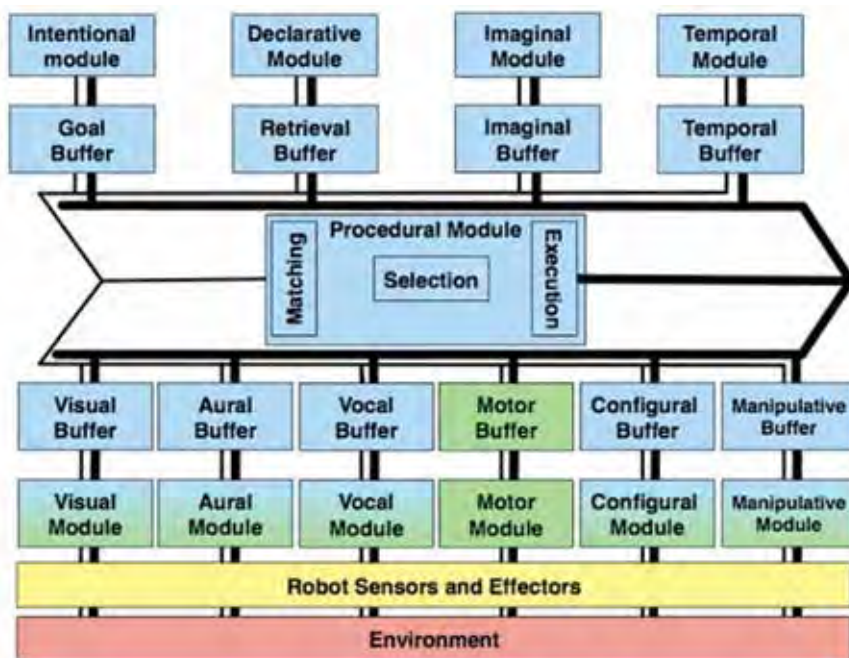 Intentional module
Declarative Module
Imaginal Module
Temporal Module
Goal Buffer
Retrieval Buffer
Imaginal Buffer
Temporal Buffer
Procedural Module
Matching
Selection
Execution
Visual Buffer
Aural Buffer
Vocal Buffer
Motor Buffer
Configural Buffer
Manipulative Buffer
Visual Module
Aural Module
Vocal Module
Motor Module
Configural Module
Manipulative Module
Robot Sensors and Effectors
Environment